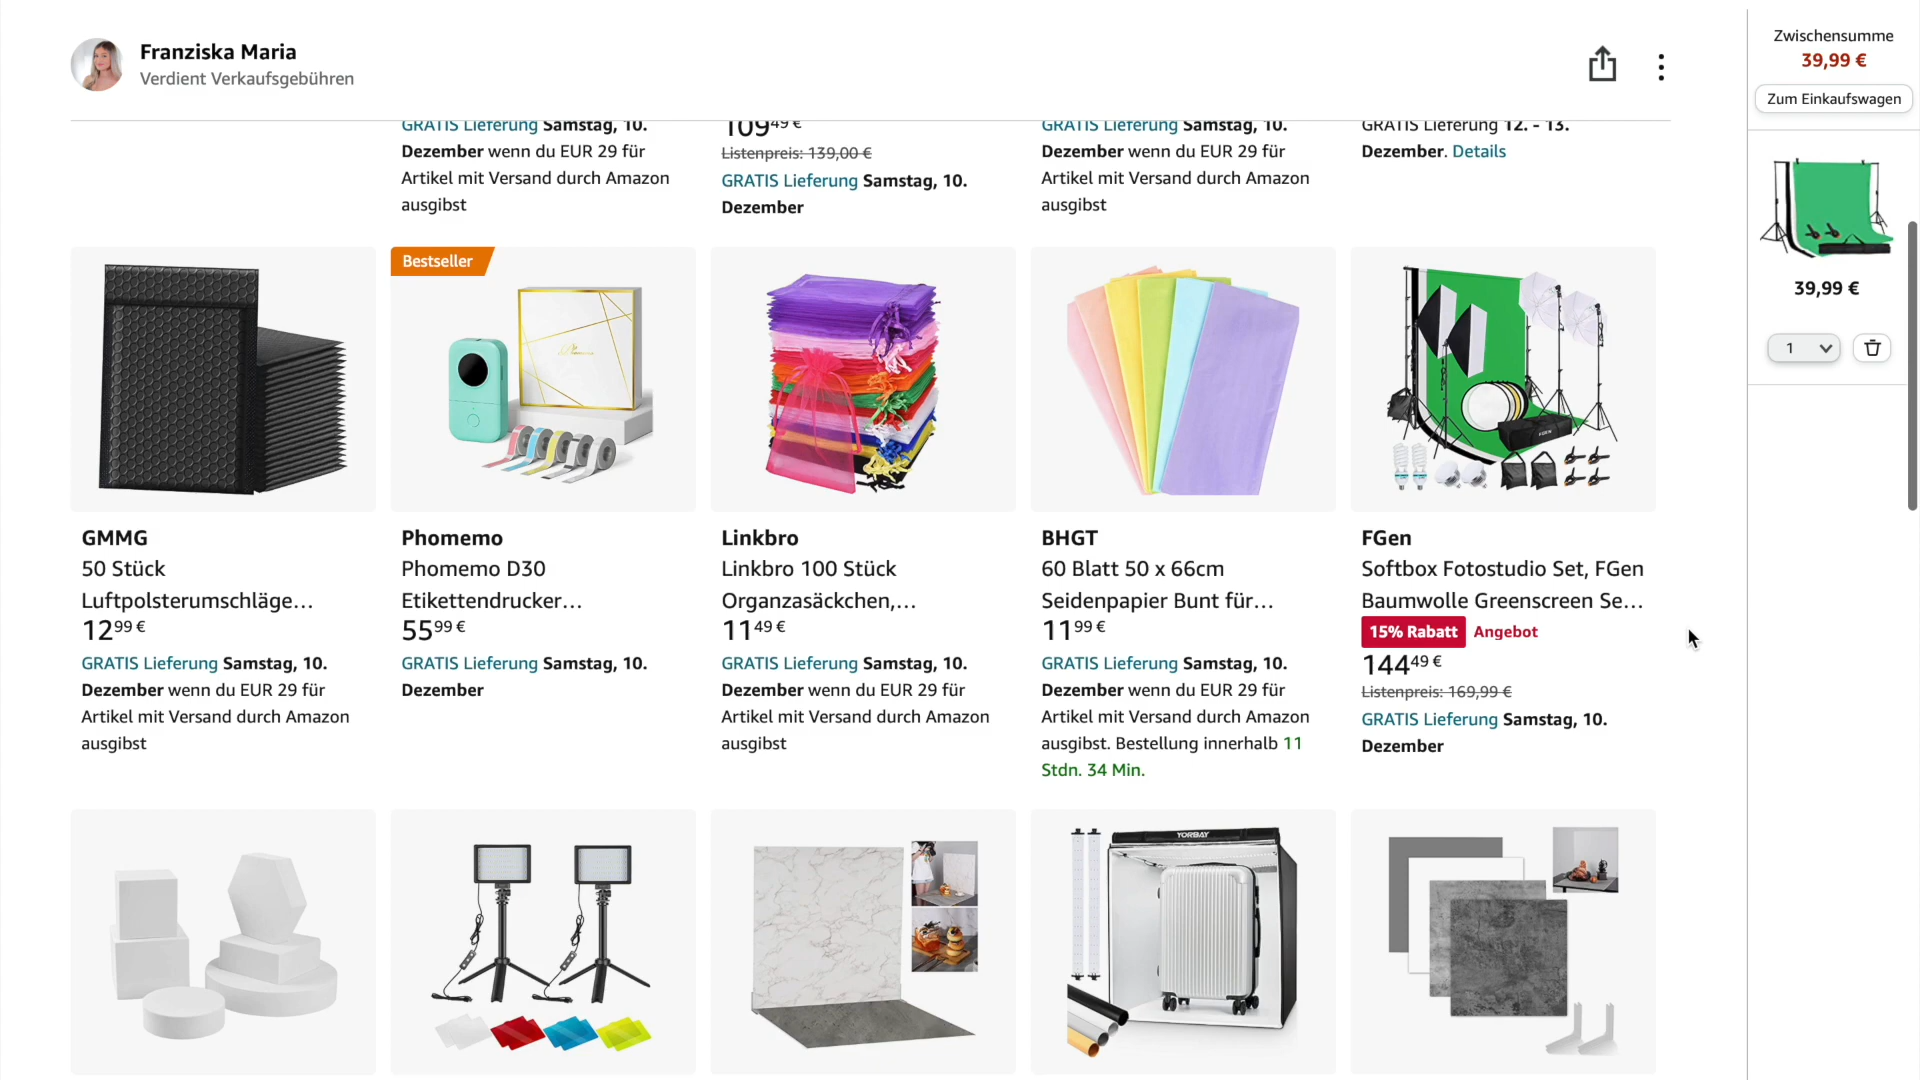 Franziska Maria
Verdient Verkaufsgebühren
Zwischensumme
39,99 €
Zum Einkaufswagen
39,99 €
1
GRATIS Lieferung Samstag, 10.
Dezember wenn du EUR 29 für
Artikel mit Versand durch Amazon
ausgibst
109 49 €
Listenpreis: 139,00 €
GRATIS Lieferung Samstag, 10.
Dezember
GRATIS Lieferung Samstag, 10.
Dezember wenn du EUR 29 für
Artikel mit Versand durch Amazon
ausgibst
GRATIS Lieferung 12. - 13.
Dezember. Details
GMMG
50 Stück
Luftpolsterumschläge…
12 99 €
GRATIS Lieferung Samstag, 10.
Dezember wenn du EUR 29 für
Artikel mit Versand durch Amazon
ausgibst
Bestseller
Phomemo
Phomemo D30
Etikettendrucker…
55 99 €
GRATIS Lieferung Samstag, 10.
Dezember
Linkbro
Linkbro 100 Stück
Organzasäckchen,…
11 49 €
GRATIS Lieferung Samstag, 10.
Dezember wenn du EUR 29 für
Artikel mit Versand durch Amazon
ausgibst
BHGT
60 Blatt 50 x 66cm
Seidenpapier Bunt für…
11 99 €
GRATIS Lieferung Samstag, 10.
Dezember wenn du EUR 29 für
Artikel mit Versand durch Amazon
ausgibst. Bestellung innerhalb 11
Stdn. 34 Min.
FGEN
FGen
Softbox Fotostudio Set, FGen
Baumwolle Greenscreen Se…
15% Rabatt Angebot
144 49 €
Listenpreis: 169,99 €
GRATIS Lieferung Samstag, 10.
Dezember
YORBAY